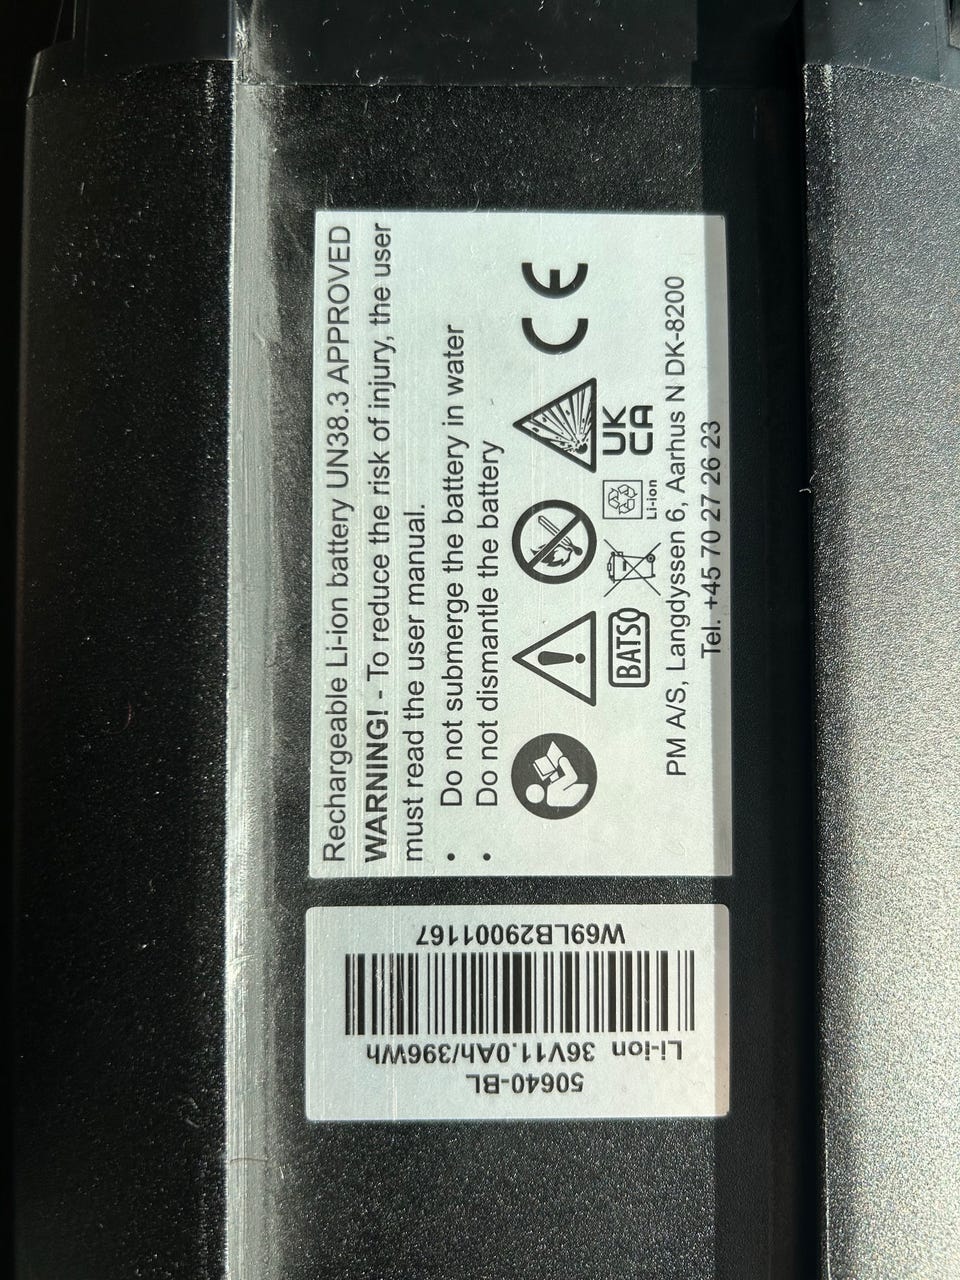 Rechargeable Li-ion battery UN38.3 APPROVED
WARNING! - To reduce the risk of injury, the user
must read the user manual.
• Do not submerge the battery in water
• Do not dismantle the battery
CE
BATSO
Li-ion
UK
CA
PM A/S, Langdyssen 6, Aarhus N DK-8200
Tel. +45 70 27 26 23
50640-BL
Li-ion 36V11.0Ah/396Wh
W69LB29001167